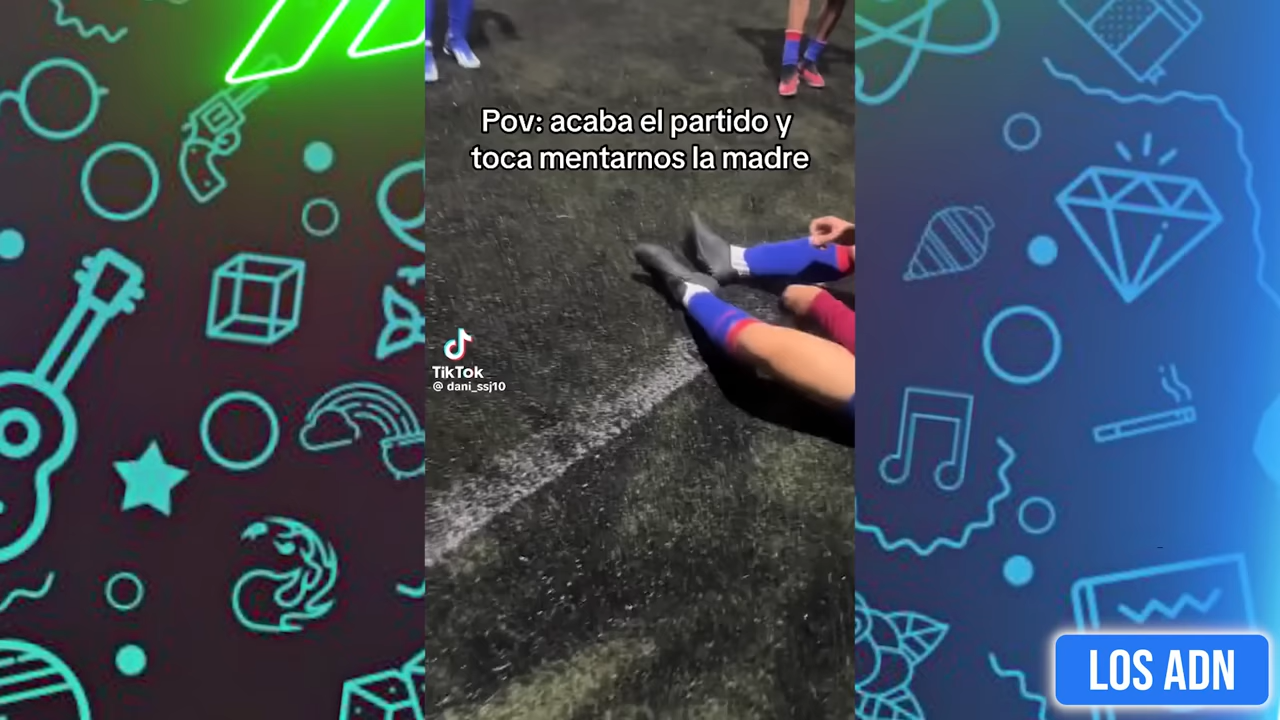 Pov: acaba el partido y
toca mentarnos la madre
TikTok
@ dani_ssj10
LOS ADN